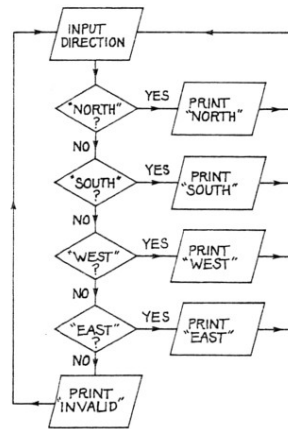 INPUT
DIRECTION
"NORTH"
?
YES
PRINT
"NORTH"
NO
"SOUTH"
?
YES
PRINT
"SOUTH"
NO
"WEST"
?
YES
PRINT
"WEST"
NO
"EAST"
?
YES
PRINT
"EAST"
NO
PRINT
"INVALID"